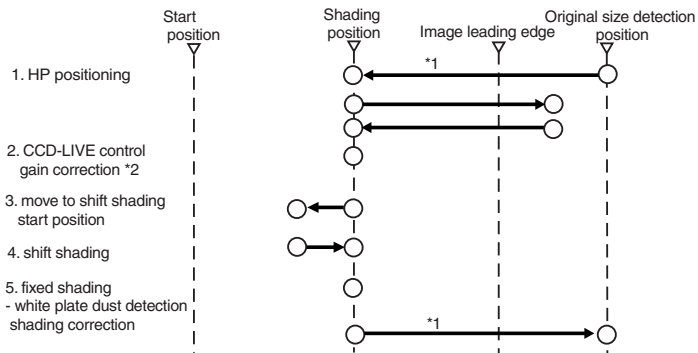 Start
position
Shading
position
Image leading edge
Original size detection
position
1. HP positioning
*1
2. CCD-LIVE control
gain correction *2
3. move to shift shading
start position
4. shift shading
5. fixed shading
- white plate dust detection
shading correction
*1